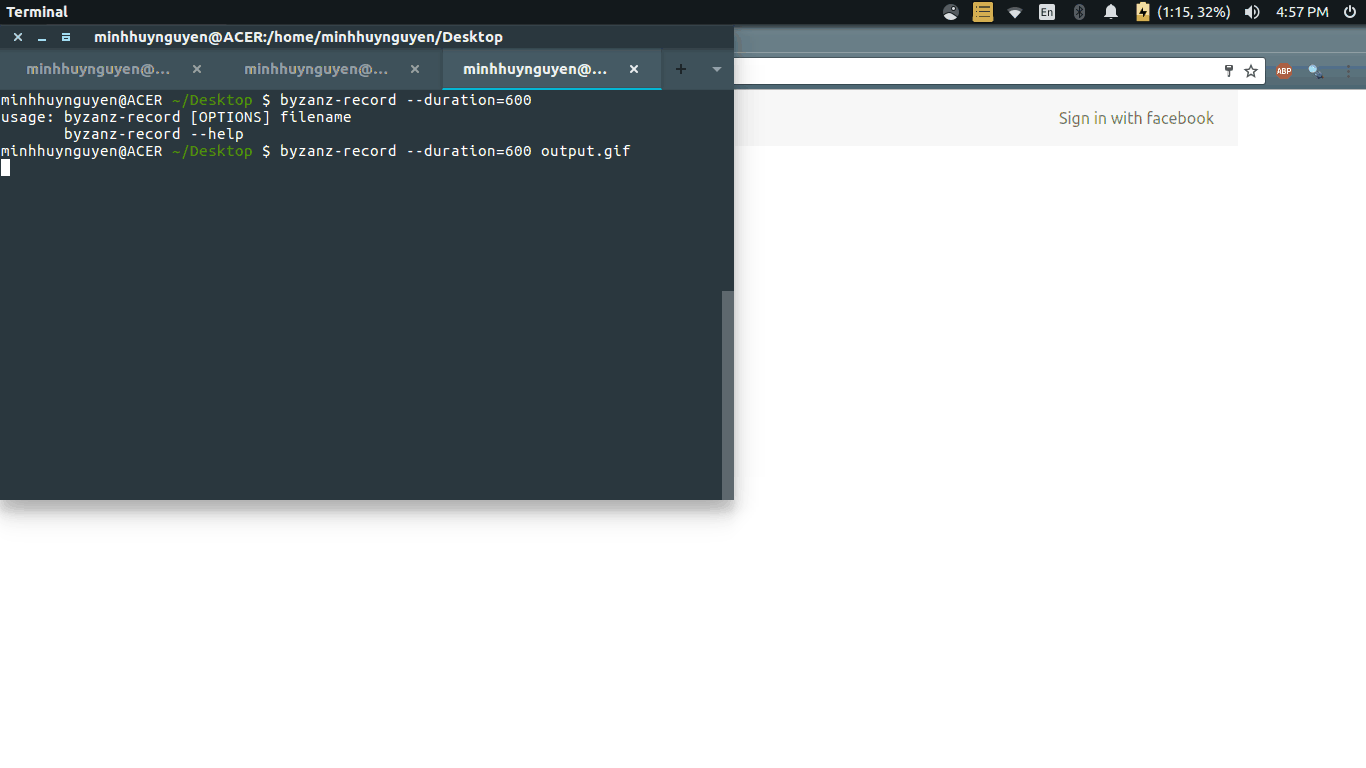 Terminal
En
(1:15, 32%)
4:57 PM
minhhuynguyen@ACER:/home/minhhuynguyen/Desktop
minhhuynguyen@...
minhhuynguyen@...
minhhuynguyen@...
ABP
minhhuynguyen@ACER ~/Desktop $ byzanz-record --duration=600
usage: byzanz-record [OPTIONS] filename
byzanz-record --help
minhhuynguyen@ACER ~/Desktop $ byzanz-record --duration=600 output.gif
Sign in with facebook